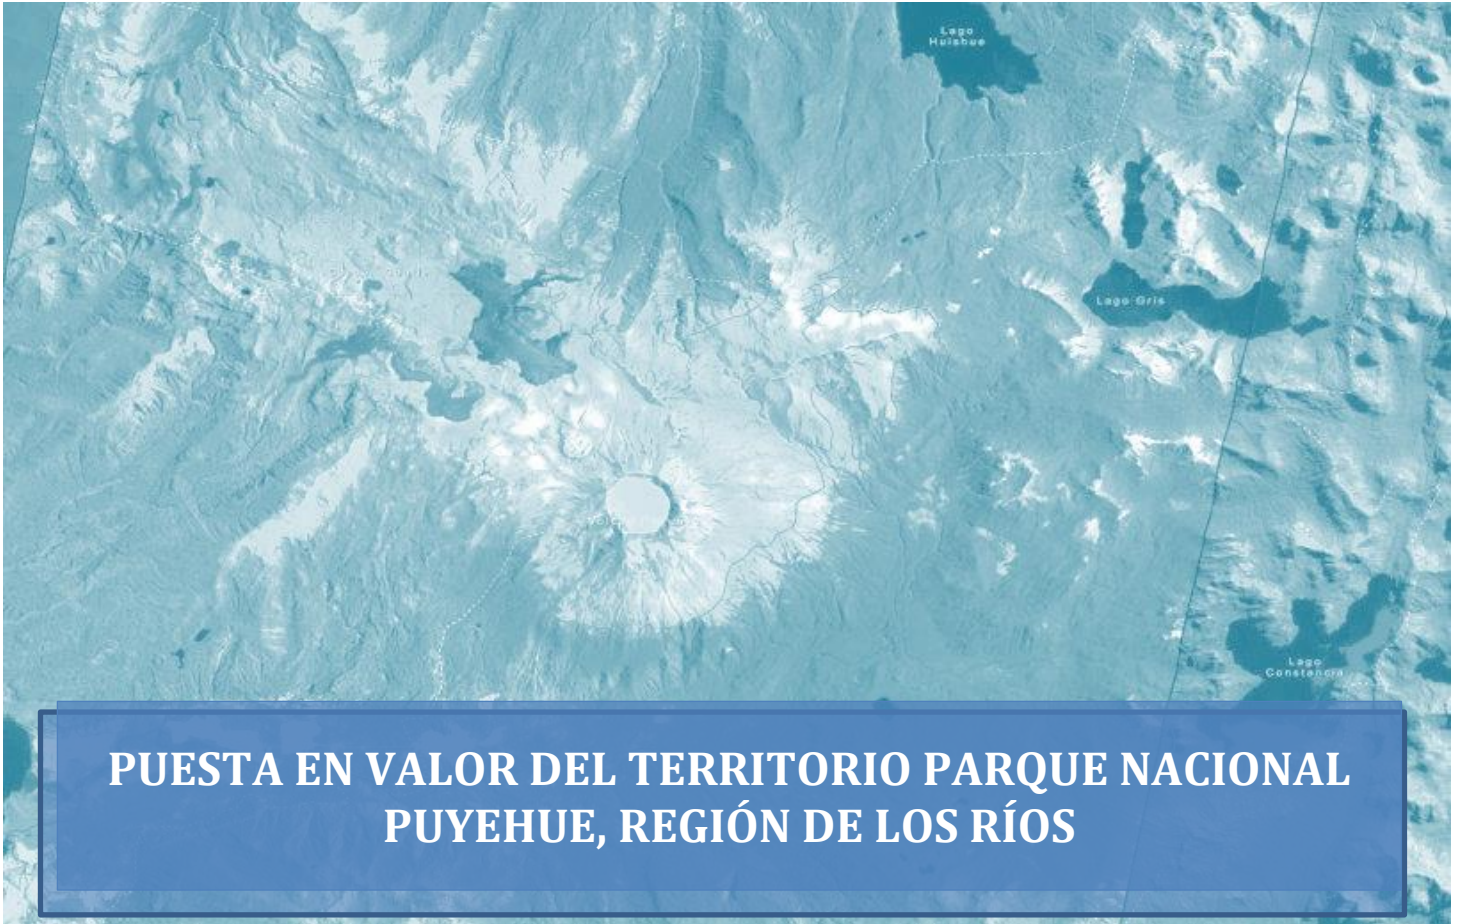 Lago
Huishue
Lago Gris
Lago
Constancia
PUESTA EN VALOR DEL TERRITORIO PARQUE NACIONAL
PUYEHUE, REGIÓN DE LOS RÍOS